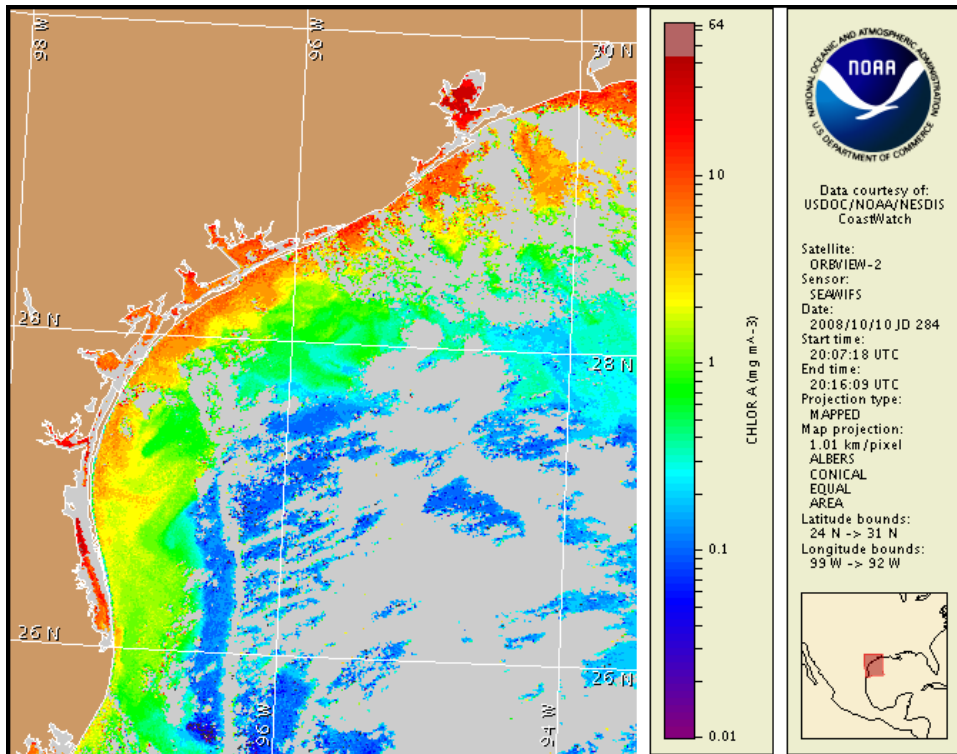 98 W
96 W
30 N
28 N
28 N
26 N
26 N
96 W
94 W
64
10
1
0.1
0.01
CHLOR A (mg m^-3)
NATIONAL OCEANIC AND ATMOSPHERIC ADMINISTRATION
NOAA
U.S. DEPARTMENT OF COMMERCE
Data courtesy of:
USDOC/NOAA/NESDIS
CoastWatch
Satellite:
ORBVIEW-2
Sensor:
SEAWIFS
Date:
2008/10/10 JD 284
Start time:
20:07:18 UTC
End time:
20:16:09 UTC
Projection type:
MAPPED
Map projection:
1.01 km/pixel
ALBERS
CONICAL
EQUAL
AREA
Latitude bounds:
24 N -> 31 N
Longitude bounds:
99 W -> 92 W